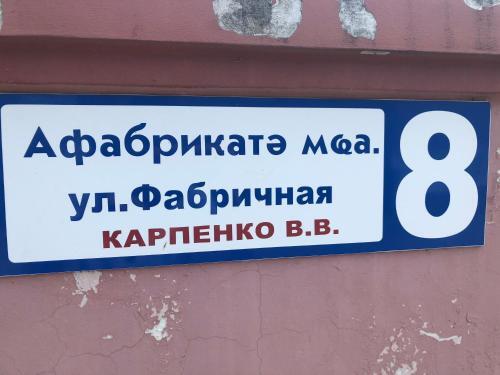 Афабрикатә мҩа.
ул.Фабричная
КАРПЕНКО В.В.
8